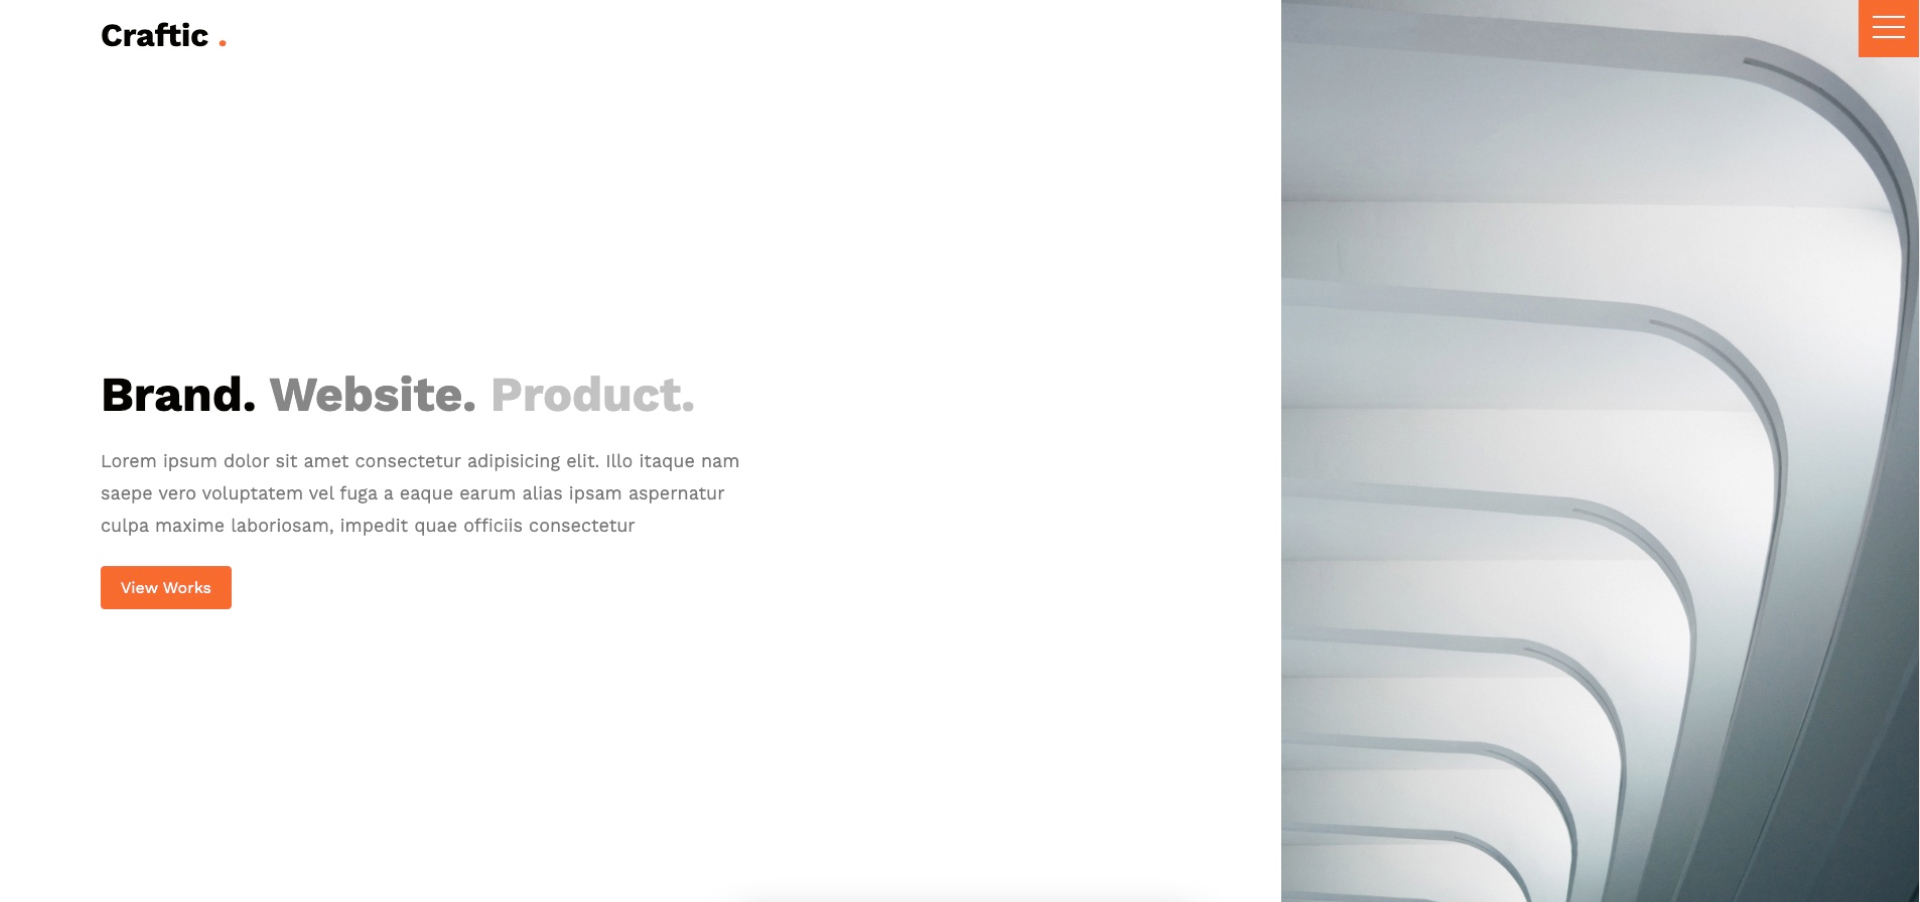 Craftic .
Brand. Website. Product.
Lorem ipsum dolor sit amet consectetur adipisicing elit. Illo itaque nam
saepe vero voluptatem vel fuga a eaque earum alias ipsam aspernatur
culpa maxime laboriosam, impedit quae officiis consectetur
View Works